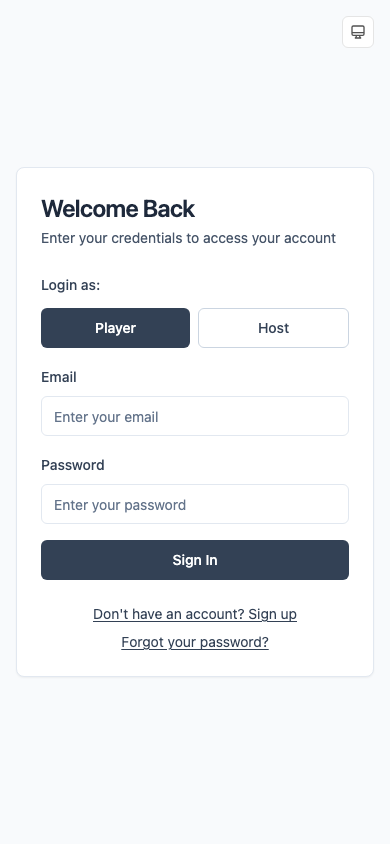 Welcome Back
Enter your credentials to access your account
Login as:
Player
Host
Email
Enter your email
Password
Enter your password
Sign In
Don't have an account? Sign up
Forgot your password?